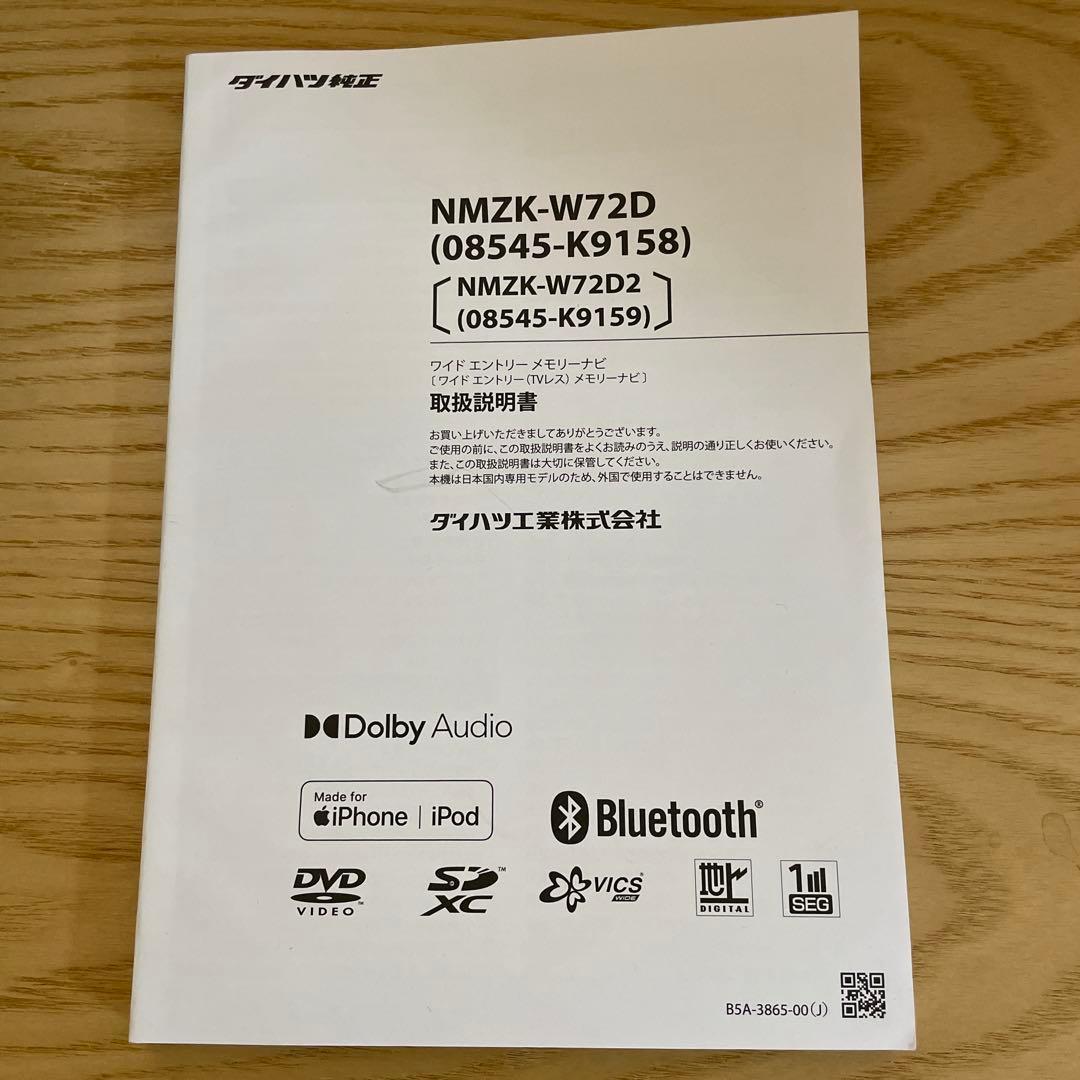 ダイハツ純正
NMZK-W72D
(08545-K9158)
NMZK-W72D2
(08545-K9159)
ワイド エントリー メモリーナビ
〔 ワイド エントリー（TVレス） メモリーナビ 〕
取扱説明書
お買い上げいただきましてありがとうございます。
ご使用の前に、この取扱説明書をよくお読みのうえ、説明の通り正しくお使いください。
また、この取扱説明書は大切に保管してください。
本機は日本国内専用モデルのため、外国で使用することはできません。
ダイハツ工業株式会社
Dolby Audio
Made for
iPhone | iPod
Bluetooth®
DVD
VIDEO™
SD™
XC
VICS®
WIDE
地上
DIGITAL
1
SEG
B5A-3865-00（J）